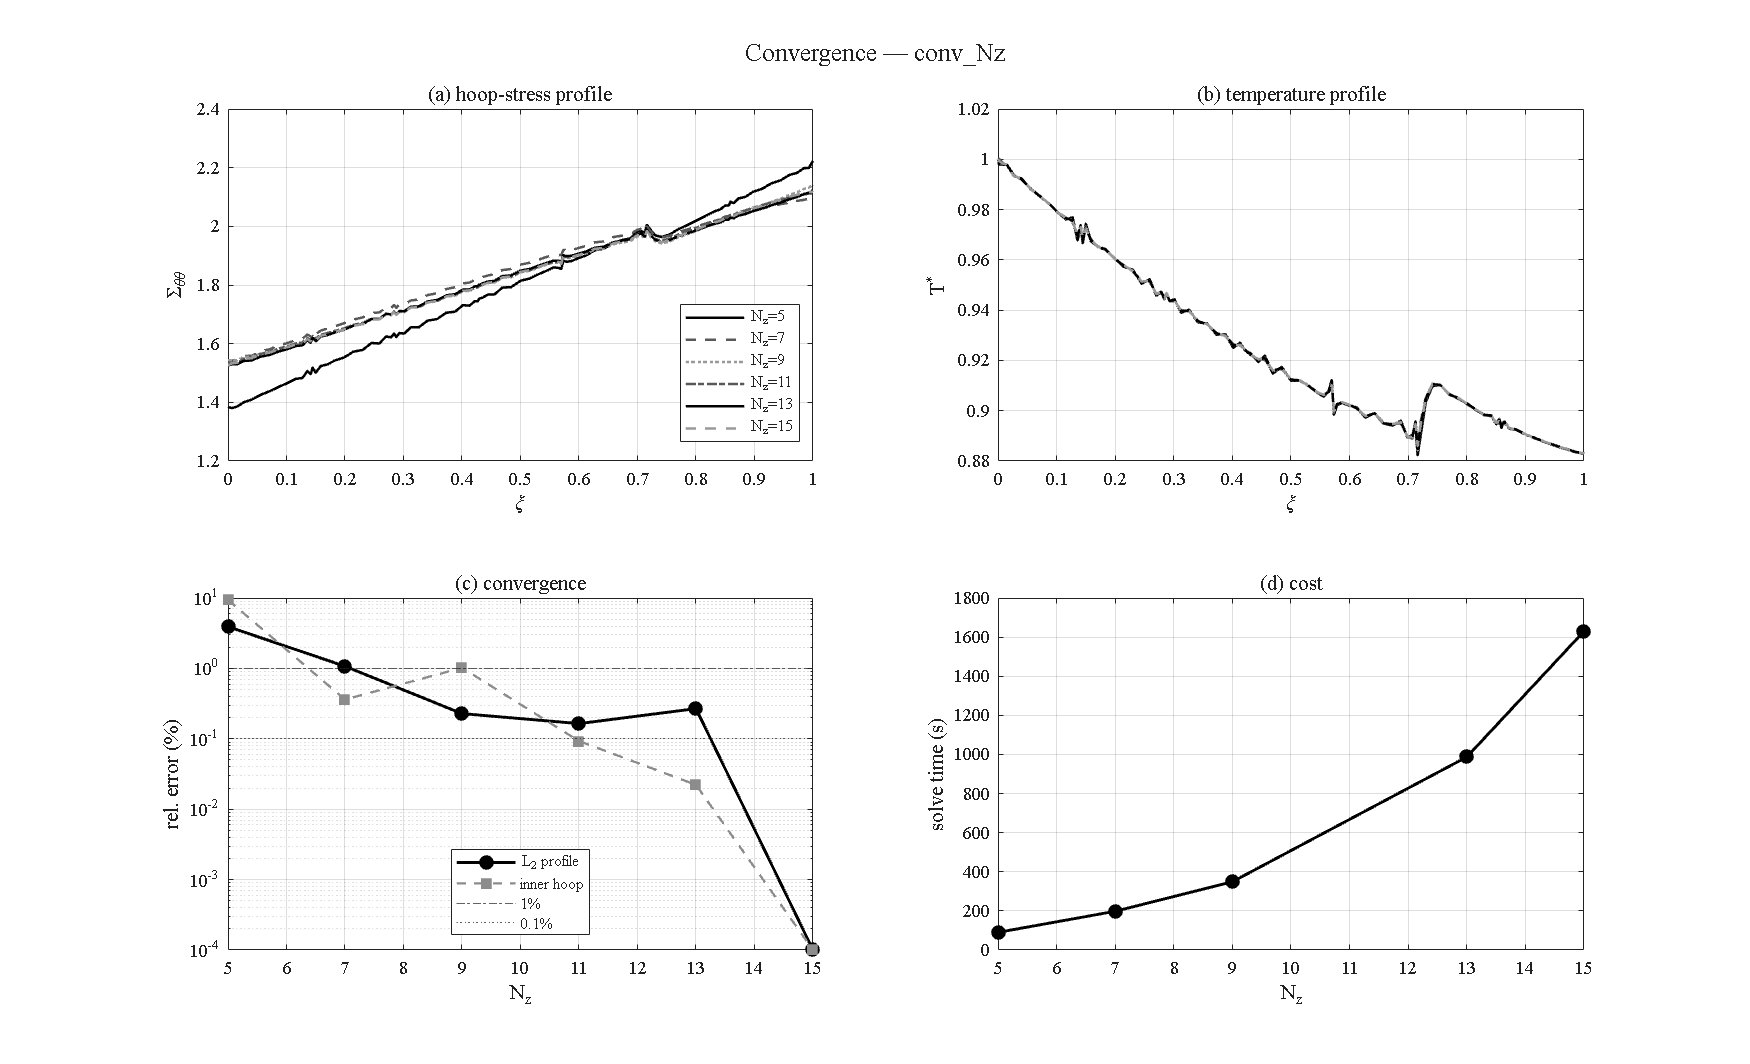 Convergence — conv_Nz
(a) hoop-stress profile
2.4
2.2
2
1.8
1.6
1.4
1.2
Σθθ
0 0.1 0.2 0.3 0.4 0.5 0.6 0.7 0.8 0.9 1
ξ
Nz=5
Nz=7
Nz=9
Nz=11
Nz=13
Nz=15
(b) temperature profile
1.02
1
0.98
0.96
0.94
0.92
0.9
0.88
T*
0 0.1 0.2 0.3 0.4 0.5 0.6 0.7 0.8 0.9 1
ξ
(c) convergence
10^1
10^0
10^-1
10^-2
10^-3
10^-4
rel. error (%)
L2 profile
inner hoop
1%
0.1%
5 6 7 8 9 10 11 12 13 14 15
Nz
(d) cost
1800
1600
1400
1200
1000
800
600
400
200
0
solve time (s)
5 6 7 8 9 10 11 12 13 14 15
Nz